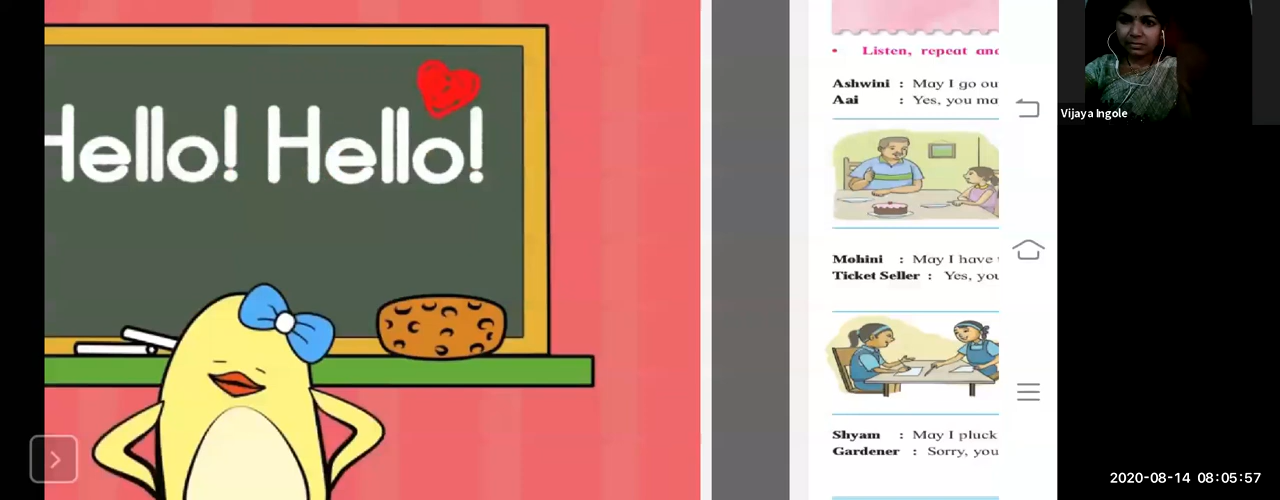 Hello! Hello!
• Listen, repeat and
Ashwini : May I go ou
Aai : Yes, you ma
Mohini : May I have
Ticket Seller : Yes, you
Shyam : May I pluck
Gardener : Sorry, you
Vijaya Ingole
2020-08-14 08:05:57